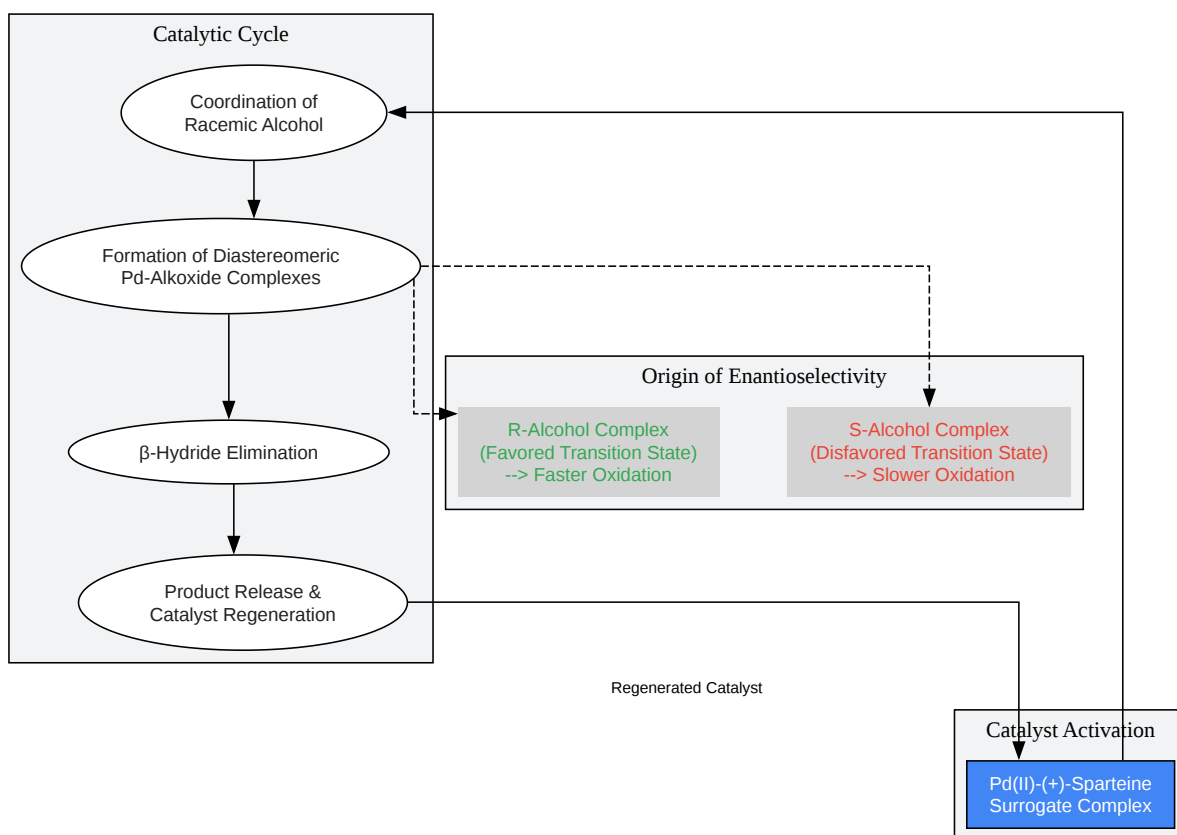 Catalytic Cycle
Coordination of
Racemic Alcohol
Formation of Diastereomeric
Pd-Alkoxide Complexes
β-Hydride Elimination
Product Release &
Catalyst Regeneration
Origin of Enantioselectivity
R-Alcohol Complex
(Favored Transition State)
--> Faster Oxidation
S-Alcohol Complex
(Disfavored Transition State)
--> Slower Oxidation
Regenerated Catalyst
Catalyst Activation
Pd(II)-(+)-Sparteine
Surrogate Complex